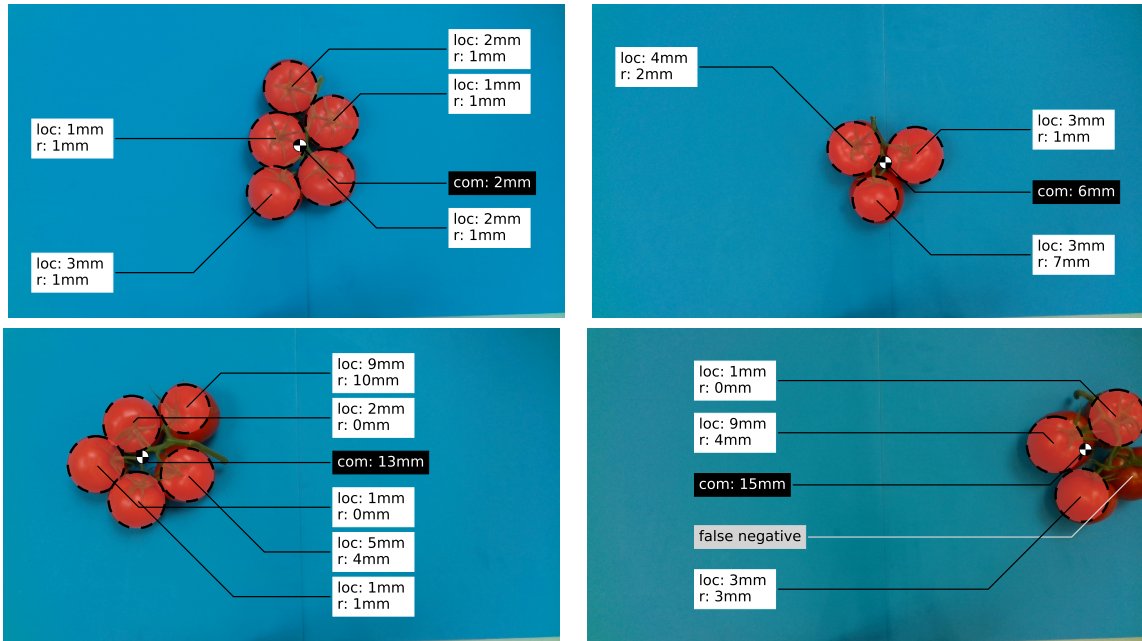 loc: 2mm
r: 1mm
loc: 1mm
r: 1mm
loc: 1mm
r: 1mm
com: 2mm
loc: 2mm
r: 1mm
loc: 3mm
r: 1mm
loc: 4mm
r: 2mm
loc: 3mm
r: 1mm
com: 6mm
loc: 3mm
r: 7mm
loc: 9mm
r: 10mm
loc: 2mm
r: 0mm
com: 13mm
loc: 1mm
r: 0mm
loc: 5mm
r: 4mm
loc: 1mm
r: 1mm
loc: 1mm
r: 0mm
loc: 9mm
r: 4mm
com: 15mm
false negative
loc: 3mm
r: 3mm